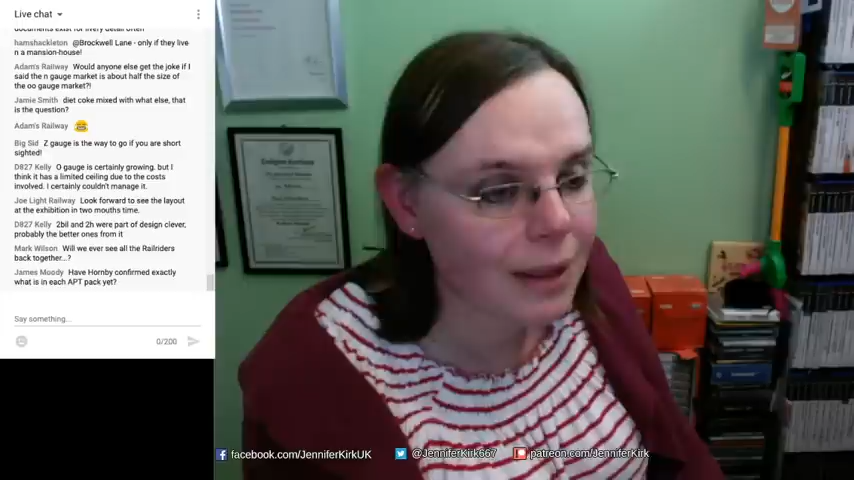 Live chat
documents exist for livery detail often
hamshackleton @Brockwell Lane - only if they live
n a mansion-house!
Adam's Railway Would anyone else get the joke if I
said the n gauge market is about half the size of
the oo gauge market?!
Jamie Smith diet coke mixed with what else, that
is the question?
Adam's Railway
Big Sid Z gauge is the way to go if you are short
sighted!
D827 Kelly O gauge is certainly growing. but I
think it has a limited ceiling due to the costs
involved. I certainly couldn't manage it.
Joe Light Railway Look forward to see the layout
at the exhibition in two mouths time.
D827 Kelly 2bil and 2h were part of design clever,
probably the better ones from it
Mark Wilson Will we ever see all the Railriders
back together...?
James Moody Have Hornby confirmed exactly
what is in each APT pack yet?
Say something...
0/200
facebook.com/JenniferKirkUK
@JenniferKirk667
patreon.com/JenniferKirk